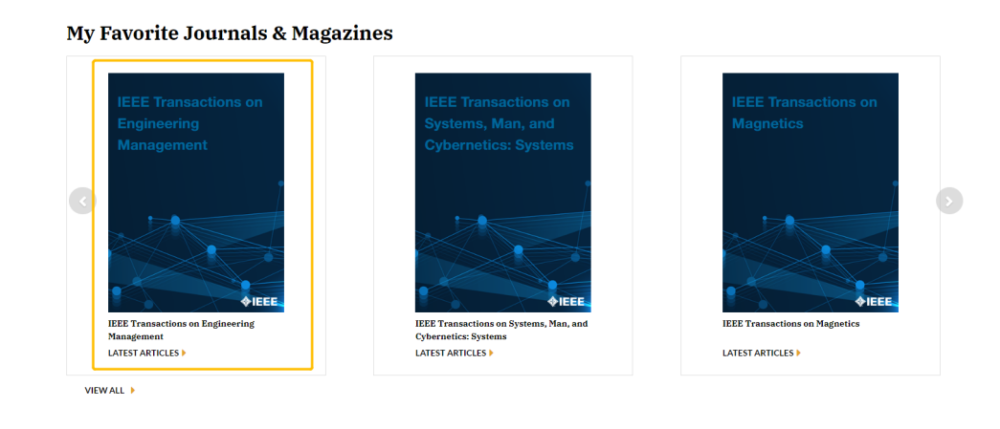 My Favorite Journals & Magazines
IEEE Transactions on
Engineering
Management
IEEE
IEEE Transactions on Engineering
Management
LATEST ARTICLES
IEEE Transactions on
Systems, Man, and
Cybernetics: Systems
IEEE
IEEE Transactions on Systems, Man, and
Cybernetics: Systems
LATEST ARTICLES
IEEE Transactions on
Magnetics
IEEE
IEEE Transactions on Magnetics
LATEST ARTICLES
VIEW ALL